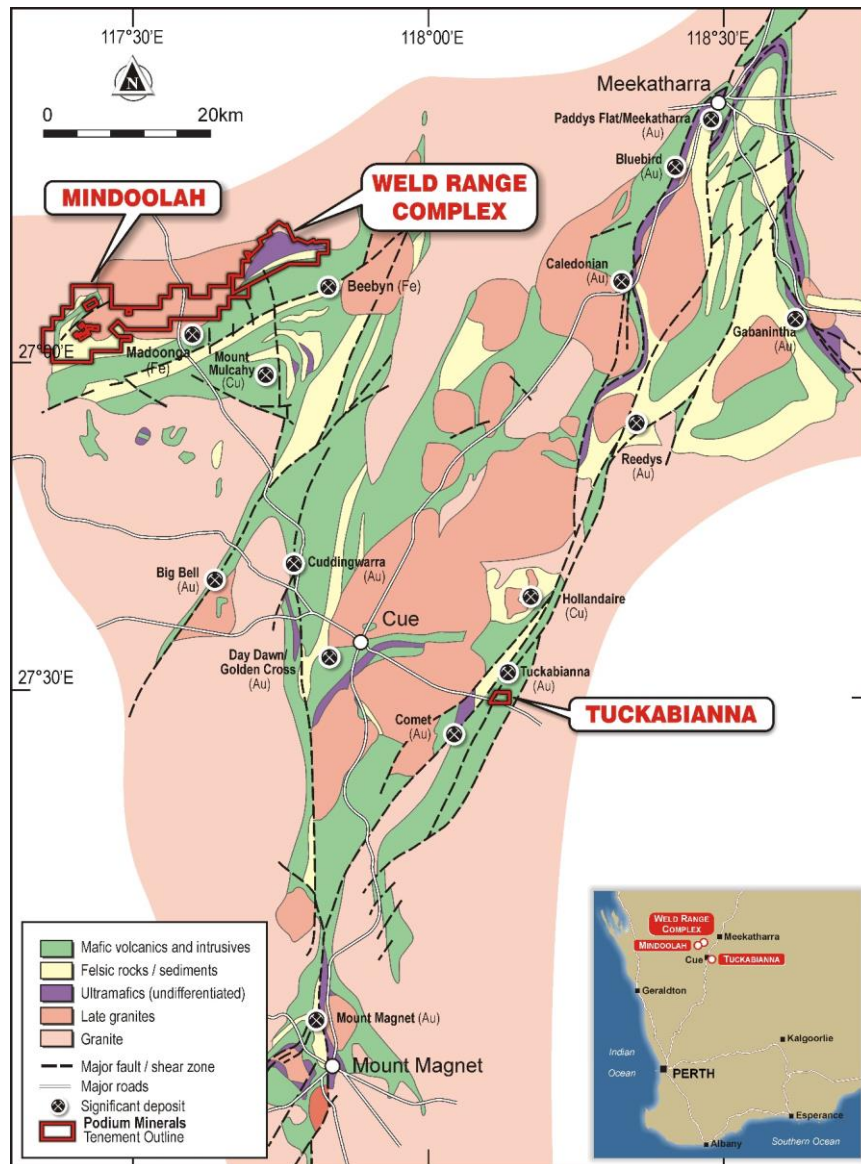 117°30'E
118°00'E
118°30'E
N
0
20km
Meekatharra
Paddys Flat/Meekatharra
(Au)
Bluebird
(Au)
MINDOOLAH
WELD RANGE
COMPLEX
Caledonian
(Au)
Beebyn (Fe)
Gabanintha
(Au)
27°00'E
Madoonga
(Fe)
Mount
Mulcahy
(Cu)
Reedys
(Au)
Big Bell
(Au)
Cuddingwarra
(Au)
Hollandaire
(Cu)
Cue
Day Dawn/
Golden Cross
(Au)
Tuckabianna
(Au)
27°30'E
TUCKABIANNA
Comet
(Au)
Mount Magnet (Au)
Mount Magnet
Mafic volcanics and intrusives
Felsic rocks / sediments
Ultramafics (undifferentiated)
Late granites
Granite
Major fault / shear zone
Major roads
Significant deposit
Podium Minerals
Tenement Outline
WELD RANGE
COMPLEX
MINDOOLAH
Meekatharra
Cue
TUCKABIANNA
Geraldton
Kalgoorlie
Indian
Ocean
PERTH
Esperance
Albany
Southern Ocean